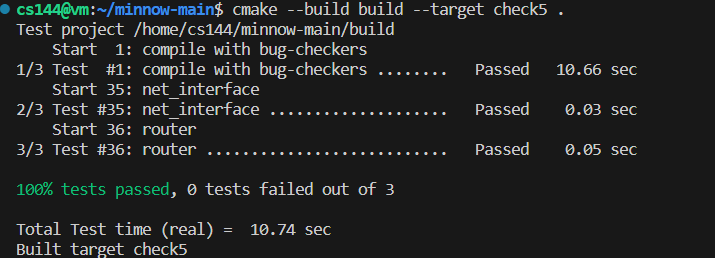 cs144@vm:~/minnow-main$ cmake --build build --target check5 .
Test project /home/cs144/minnow-main/build
    Start  1: compile with bug-checkers
1/3 Test  #1: compile with bug-checkers ........   Passed   10.66 sec
    Start 35: net_interface
2/3 Test #35: net_interface ....................   Passed    0.03 sec
    Start 36: router
3/3 Test #36: router ...........................   Passed    0.05 sec

100% tests passed, 0 tests failed out of 3

Total Test time (real) =  10.74 sec
Built target check5